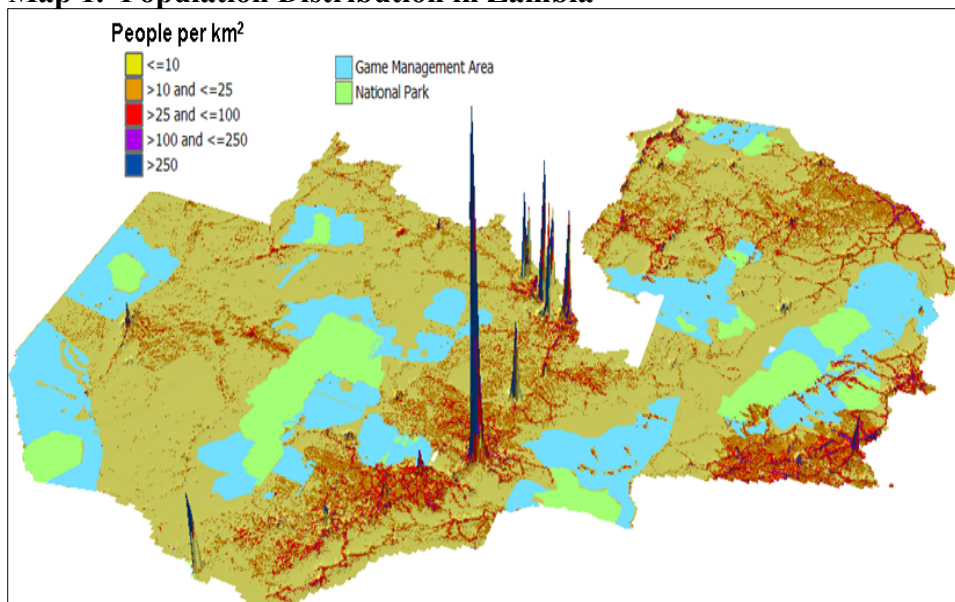 Map 1. Population Distribution in Zambia
People per km²
<=10
>10 and <=25
>25 and <=100
>100 and <=250
>250
Game Management Area
National Park